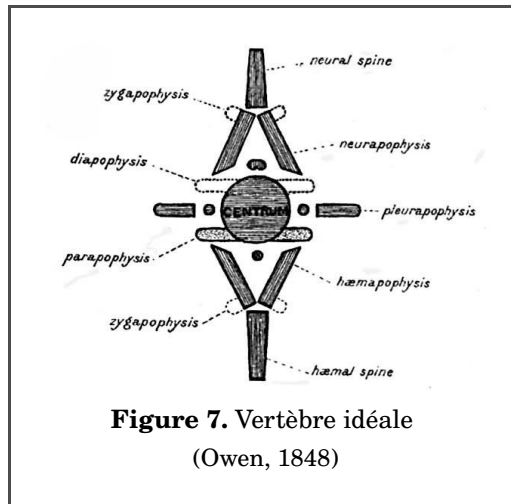 neural spine
zygapophysis
neurapophysis
diapophysis
CENTRUM
pleurapophysis
parapophysis
hæmapophysis
zygapophysis
hæmal spine
Figure 7. Vertèbre idéale
(Owen, 1848)